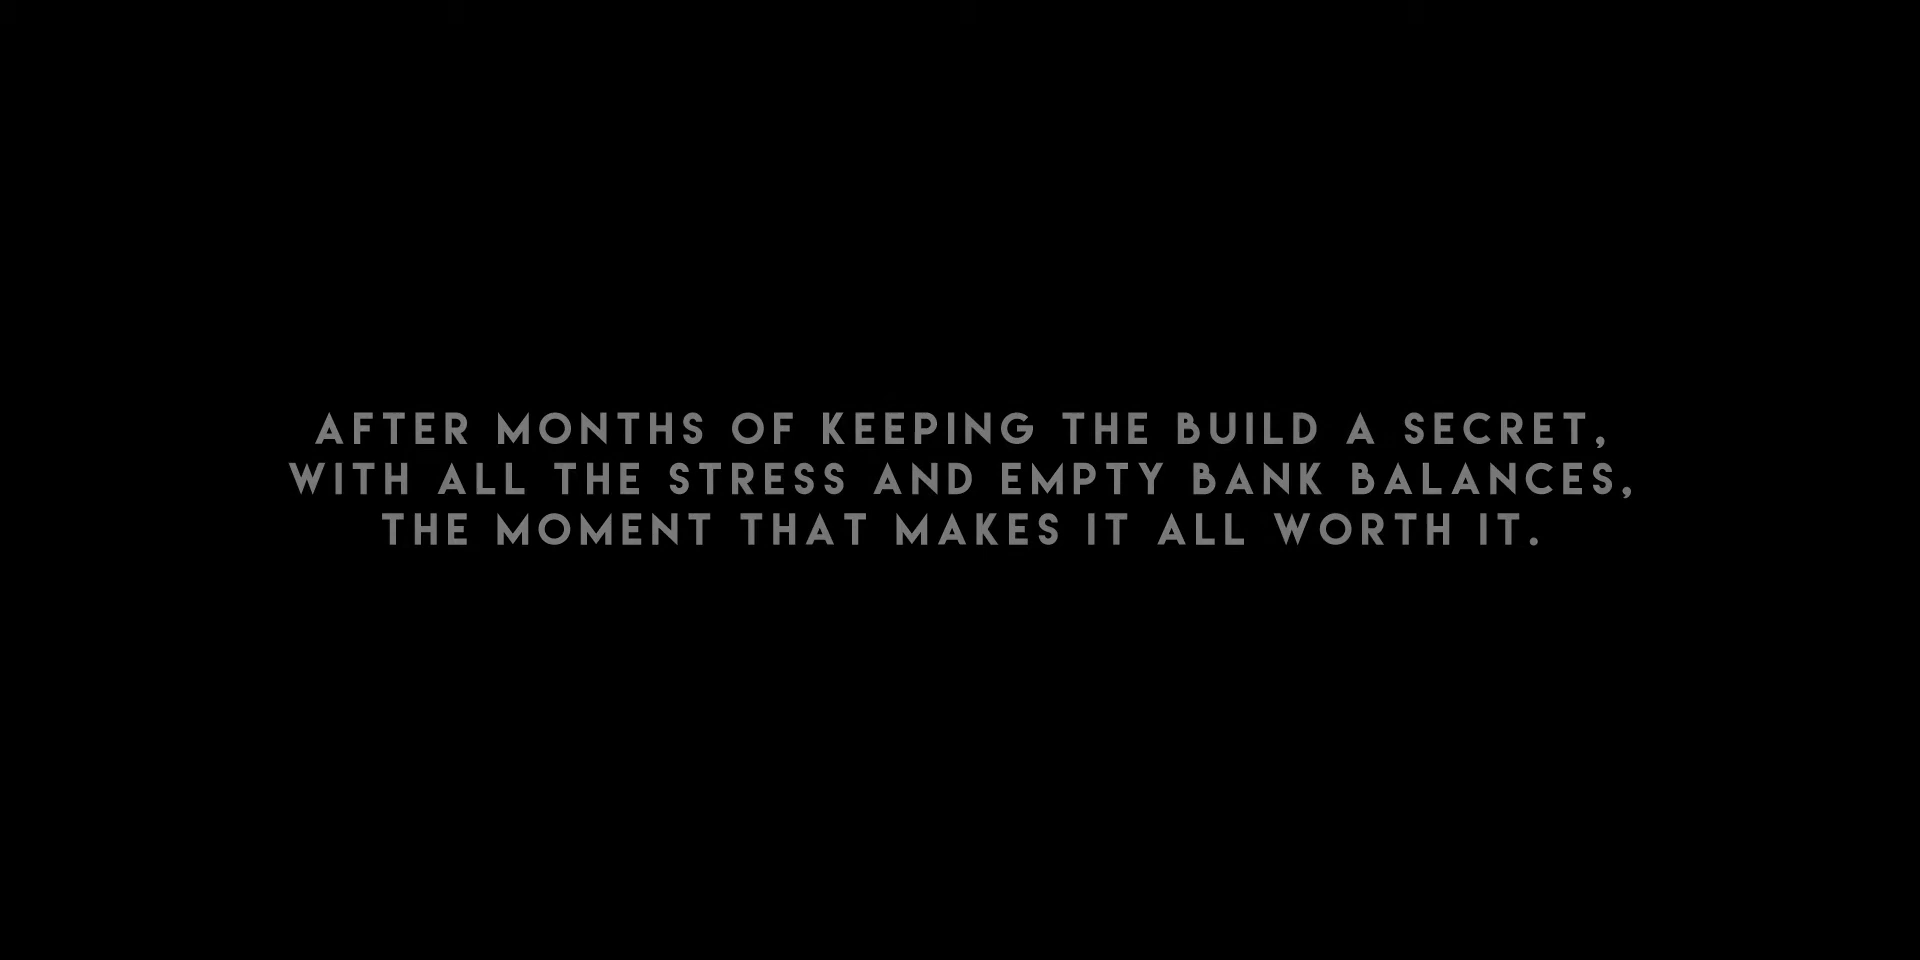 AFTER MONTHS OF KEEPING THE BUILD A SECRET,
WITH ALL THE STRESS AND EMPTY BANK BALANCES,
THE MOMENT THAT MAKES IT ALL WORTH IT.